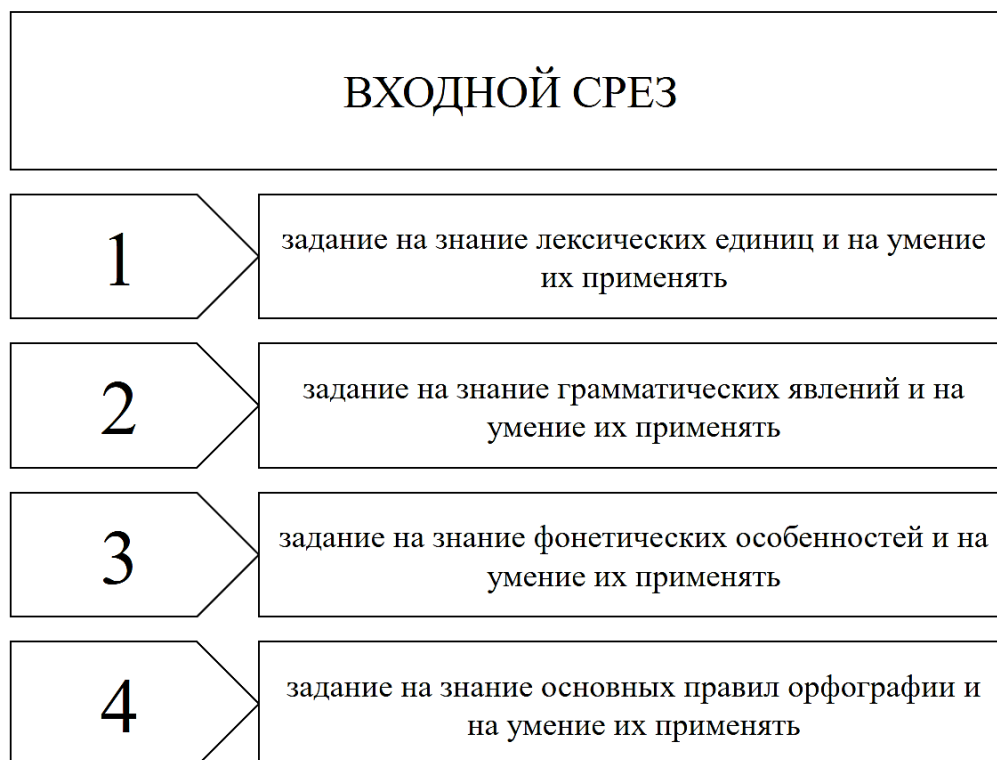 ВХОДНОЙ СРЕЗ
1
задание на знание лексических единиц и на умение
их применять
2
задание на знание грамматических явлений и на
умение их применять
3
задание на знание фонетических особенностей и на
умение их применять
4
задание на знание основных правил орфографии и
на умение их применять